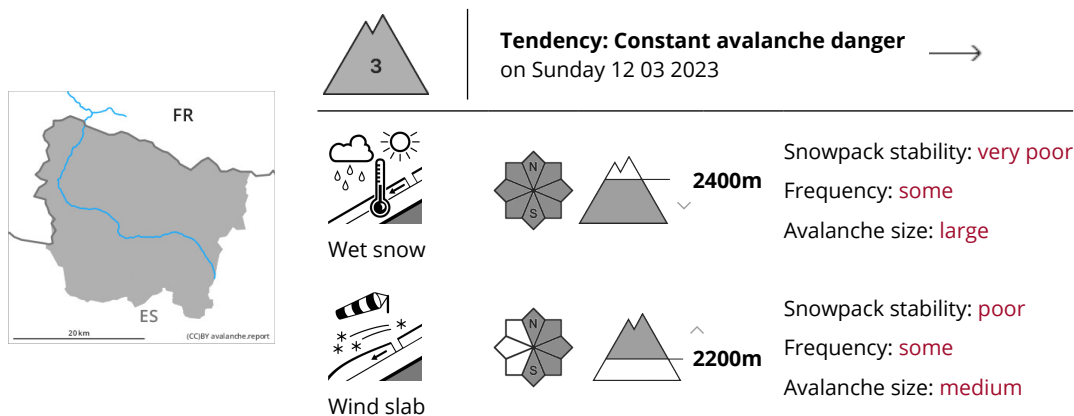 3
Tendency: Constant avalanche danger
on Sunday 12 03 2023
FR
ES
20 km
(CC)BY avalanche.report
Wet snow
N
S
2400m
Snowpack stability: very poor
Frequency: some
Avalanche size: large
Wind slab
N
S
2200m
Snowpack stability: poor
Frequency: some
Avalanche size: medium